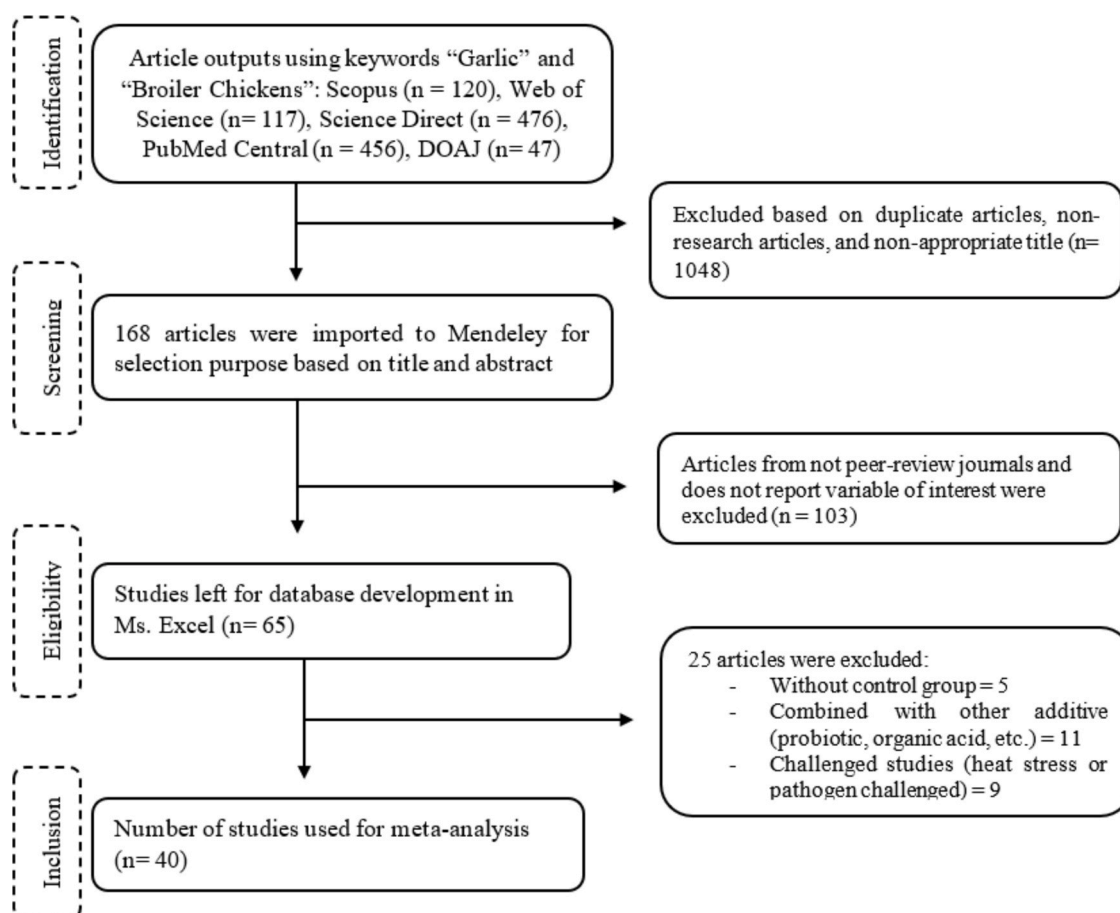 Identification
Article outputs using keywords “Garlic” and
“Broiler Chickens”: Scopus (n = 120), Web of
Science (n= 117), Science Direct (n = 476),
PubMed Central (n = 456), DOAJ (n= 47)
Excluded based on duplicate articles, non-
research articles, and non-appropriate title (n=
1048)
Screening
168 articles were imported to Mendeley for
selection purpose based on title and abstract
Articles from not peer-review journals and
does not report variable of interest were
excluded (n = 103)
Eligibility
Studies left for database development in
Ms. Excel (n= 65)
25 articles were excluded:
- Without control group = 5
- Combined with other additive
(probiotic, organic acid, etc.) = 11
- Challenged studies (heat stress or
pathogen challenged) = 9
Inclusion
Number of studies used for meta-analysis
(n= 40)